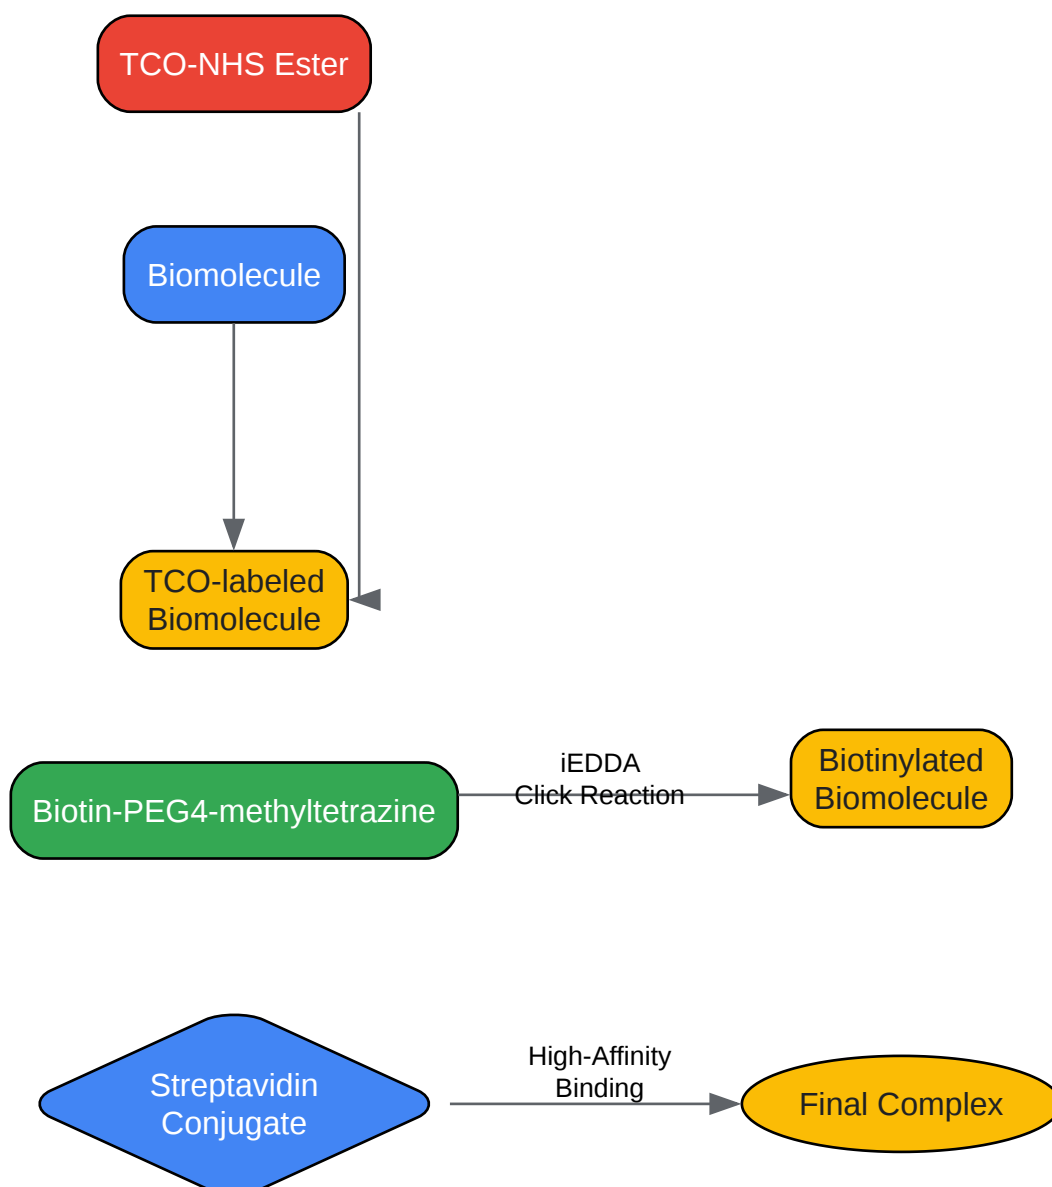 TCO-NHS Ester
Biomolecule
TCO-labeled
Biomolecule
Biotin-PEG4-methyltetrazine
iEDDA
Click Reaction
Biotinylated
Biomolecule
Streptavidin
Conjugate
High-Affinity
Binding
Final Complex